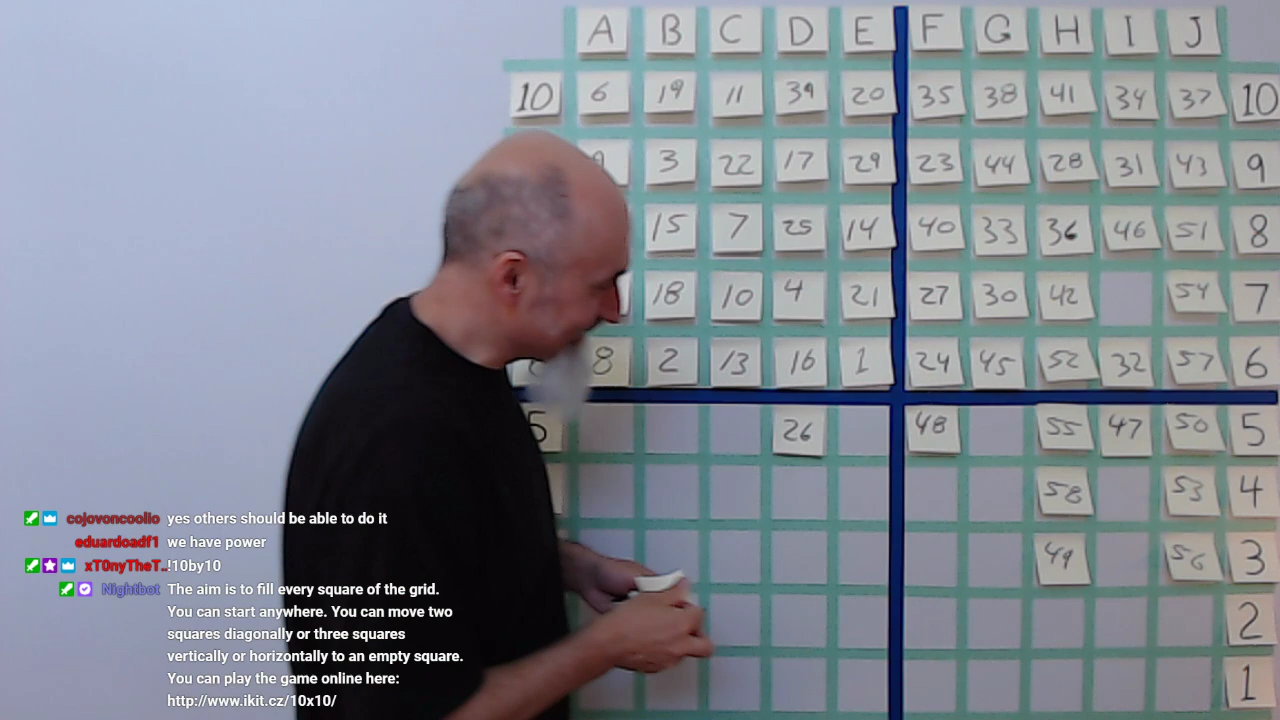 A B C D E F G H I J
10 6 19 11 39 20 35 38 41 34 37 10
3 22 17 29 23 44 28 31 43 9
15 7 25 14 40 33 36 46 51 8
18 10 4 21 27 30 42 54 7
8 2 13 16 1 24 45 52 32 57 6
5 26 48 55 47 50 5
58 53 4
49 56 3
2
1
cojovoncoolio yes others should be able to do it
eduardoadf1 we have power
xT0nyTheT..!10by10
Nightbot The aim is to fill every square of the grid.
You can start anywhere. You can move two
squares diagonally or three squares
vertically or horizontally to an empty square.
You can play the game online here:
http://www.ikit.cz/10x10/